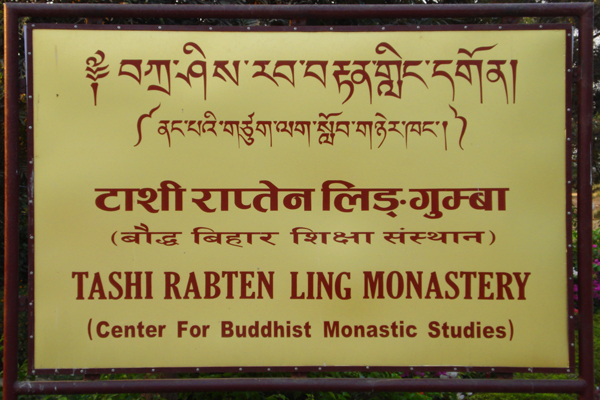 ༄༅། བཀྲ་ཤིས་རབ་བརྟན་གླིང་དགོན།
(ནང་པའི་གཙུག་ལག་སློབ་གཉེར་ཁང་།)
टाशी राप्तेन लिङ्‌-गुम्बा
(बौद्ध बिहार शिक्षा संस्थान)
TASHI RABTEN LING MONASTERY
(Center For Buddhist Monastic Studies)